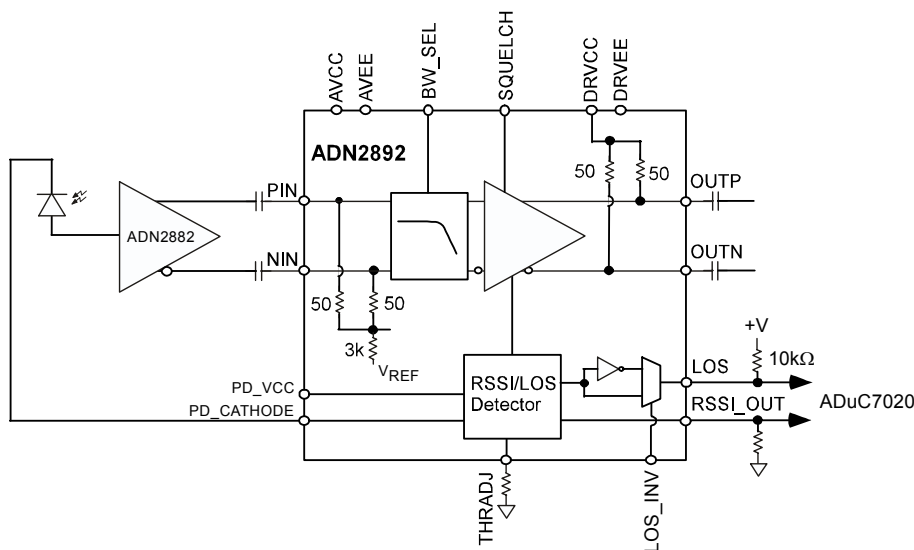 AVCC
AVEE
BW_SEL
SQUELCH
DRVCC
DRVEE
ADN2892
50
50
PIN
OUTP
ADN2882
NIN
OUTN
50
50
3k
VREF
+V
10kΩ
LOS
PD_VCC
RSSI/LOS
Detector
RSSI_OUT
ADuC7020
PD_CATHODE
THRADJ
LOS_INV